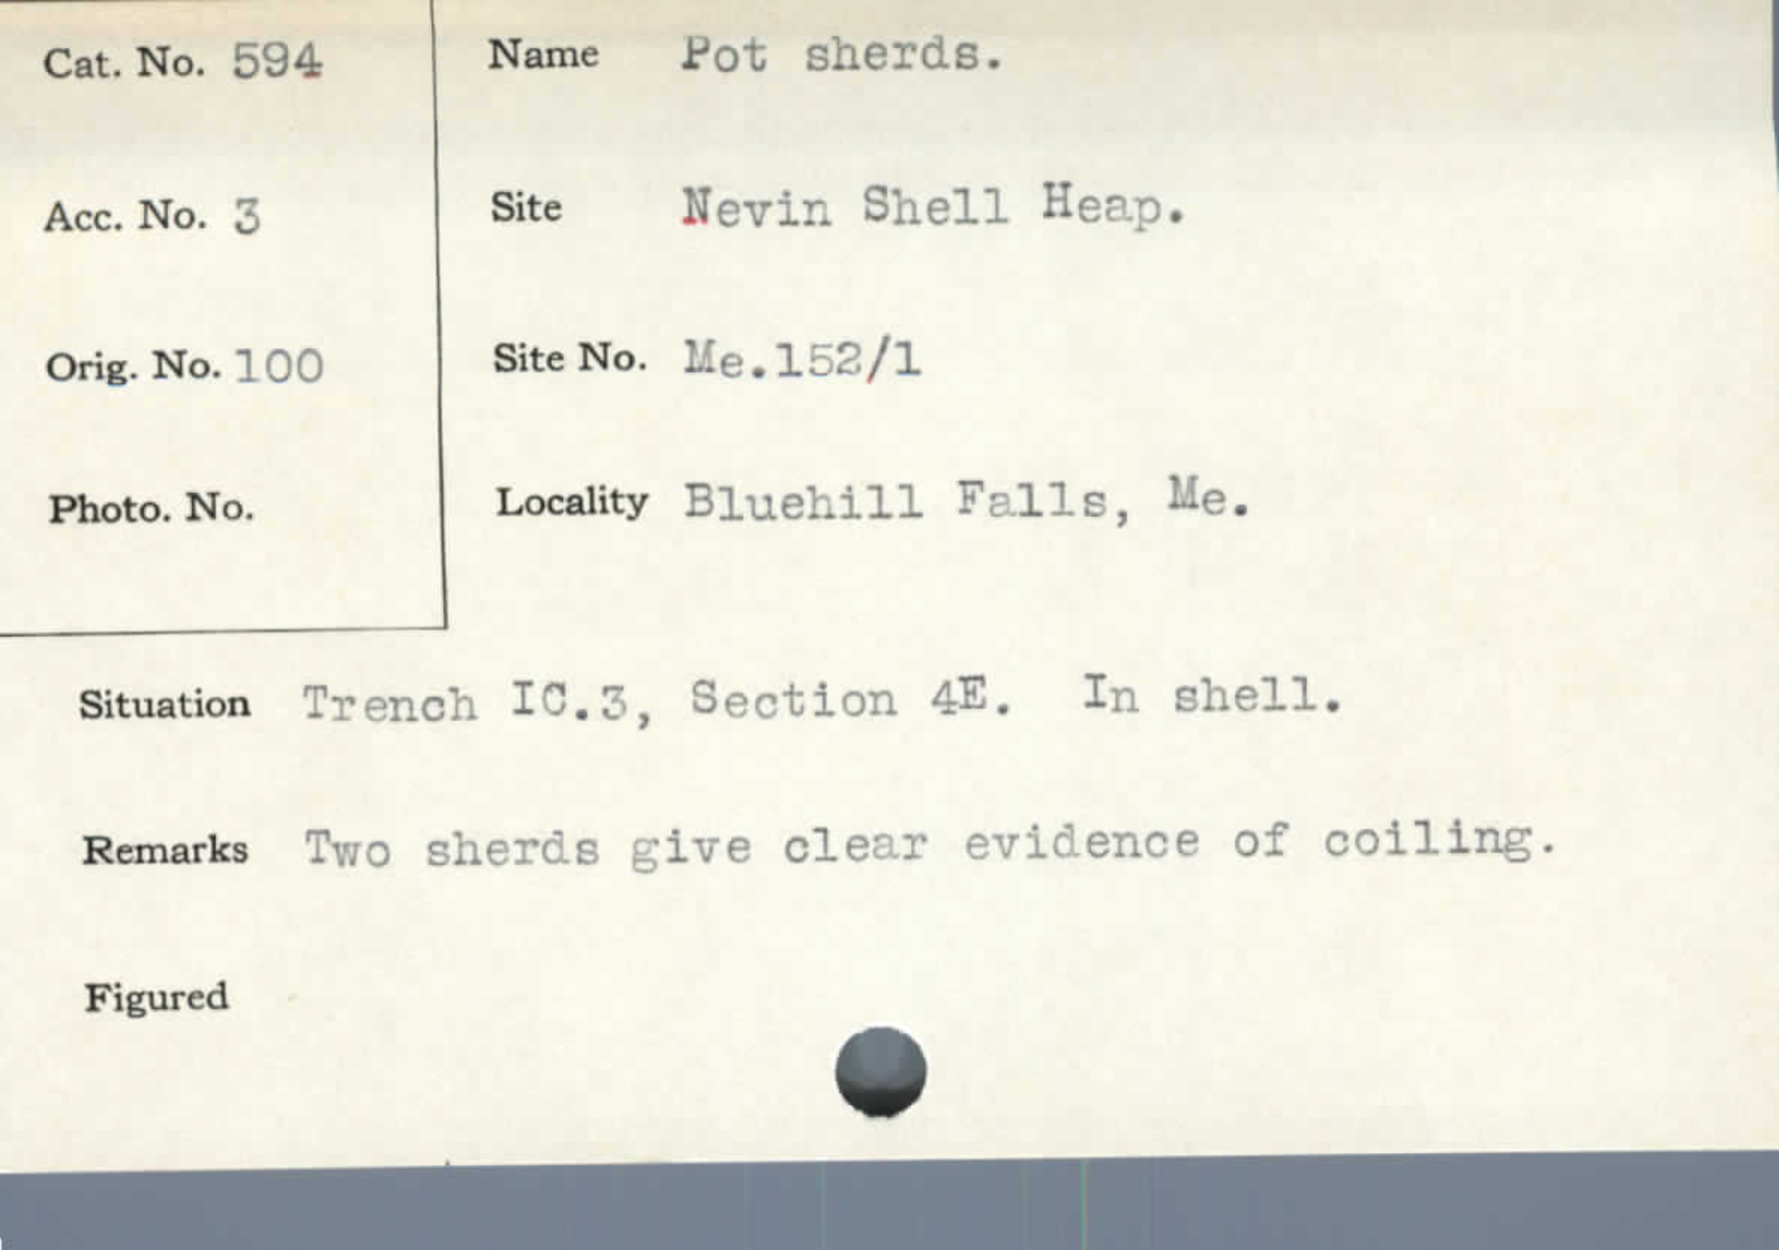 Cat. No. 594
Name Pot sherds.
Acc. No. 3
Site Nevin Shell Heap.
Orig. No. 100
Site No. Me.152/1
Photo. No.
Locality Bluehill Falls, Me.
Situation Trench IC.3, Section 4E. In shell.
Remarks Two sherds give clear evidence of coiling.
Figured